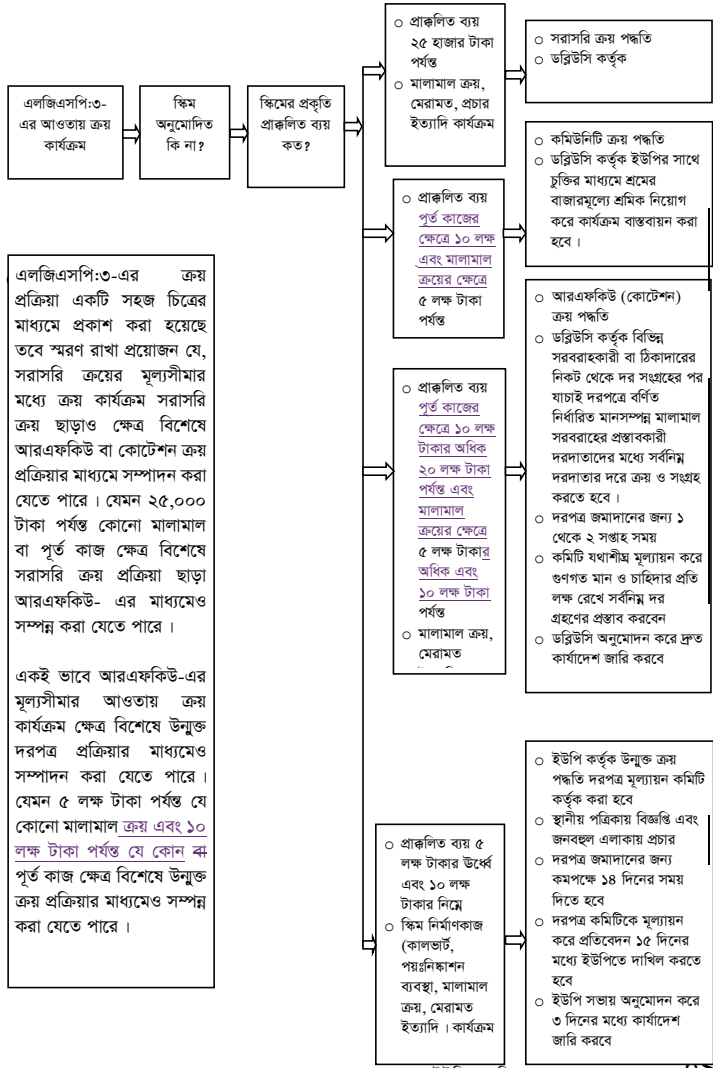 এলজিএসপি:৩-
এর আওতায় ক্রয়
কার্যক্রম
স্কিম
অনুমোদিত
কি না?
স্কিমের প্রকৃতি
প্রাক্কলিত ব্যয়
কত?
○ প্রাক্কলিত ব্যয়
২৫ হাজার টাকা
পর্যন্ত
○ মালামাল ক্রয়,
মেরামত, প্রচার
ইত্যাদি কার্যক্রম
○ সরাসরি ক্রয় পদ্ধতি
○ ডব্লিউসি কর্তৃক
○ প্রাক্কলিত ব্যয়
পূর্ত কাজের
ক্ষেত্রে ১০ লক্ষ
এবং মালামাল
ক্রয়ের ক্ষেত্রে
৫ লক্ষ টাকা
পর্যন্ত
○ কমিউনিটি ক্রয় পদ্ধতি
○ ডব্লিউসি কর্তৃক ইউপির সাথে
চুক্তির মাধ্যমে শ্রমের
বাজারমূল্যে শ্রমিক নিয়োগ
করে কার্যক্রম বাস্তবায়ন করা
হবে।
এলজিএসপি:৩-এর ক্রয়
প্রক্রিয়া একটি সহজ চিত্রের
মাধ্যমে প্রকাশ করা হয়েছে
তবে স্মরণ রাখা প্রয়োজন যে,
সরাসরি ক্রয়ের মূল্যসীমার
মধ্যে ক্রয় কার্যক্রম সরাসরি
ক্রয় ছাড়াও ক্ষেত্র বিশেষে
আরএফকিউ বা কোটেশন ক্রয়
প্রক্রিয়ার মাধ্যমে সম্পাদন করা
যেতে পারে। যেমন ২৫,০০০
টাকা পর্যন্ত কোনো মালামাল
বা পূর্ত কাজ ক্ষেত্র বিশেষে
সরাসরি ক্রয় প্রক্রিয়া ছাড়া
আরএফকিউ- এর মাধ্যমেও
সম্পন্ন করা যেতে পারে।
একই ভাবে আরএফকিউ-এর
মূল্যসীমার আওতায় ক্রয়
কার্যক্রম ক্ষেত্র বিশেষে উন্মুক্ত
দরপত্র প্রক্রিয়ার মাধ্যমেও
সম্পাদন করা যেতে পারে।
যেমন ৫ লক্ষ টাকা পর্যন্ত যে
কোনো মালামাল ক্রয় এবং ১০
লক্ষ টাকা পর্যন্ত যে কোন বা
পূর্ত কাজ ক্ষেত্র বিশেষে উন্মুক্ত
ক্রয় প্রক্রিয়ার মাধ্যমেও সম্পন্ন
করা যেতে পারে।
○ প্রাক্কলিত ব্যয়
পূর্ত কাজের
ক্ষেত্রে ১০ লক্ষ
টাকার অধিক
২০ লক্ষ টাকা
পর্যন্ত এবং
মালামাল
ক্রয়ের ক্ষেত্রে
৫ লক্ষ টাকার
অধিক এবং
১০ লক্ষ টাকা
পর্যন্ত
○ মালামাল ক্রয়,
মেরামত
○ আরএফকিউ (কোটেশন)
ক্রয় পদ্ধতি
○ ডব্লিউসি কর্তৃক বিভিন্ন
সরবরাহকারী বা ঠিকাদারের
নিকট থেকে দর সংগ্রহের পর
যাচাই দরপত্রে বর্ণিত
নির্ধারিত মানসম্পন্ন মালামাল
সরবরাহের প্রস্তাবকারী
দরদাতাদের মধ্যে সর্বনিম্ন
দরদাতার দরে ক্রয় ও সংগ্রহ
করতে হবে।
○ দরপত্র জমাদানের জন্য ১
থেকে ২ সপ্তাহ সময়
○ কমিটি যথাশীঘ্র মূল্যায়ন করে
গুণগত মান ও চাহিদার প্রতি
লক্ষ রেখে সর্বনিম্ন দর
গ্রহণের প্রস্তাব করবেন
○ ডব্লিউসি অনুমোদন করে দ্রুত
কার্যাদেশ জারি করবে
○ প্রাক্কলিত ব্যয় ৫
লক্ষ টাকার উর্ধ্বে
এবং ১০ লক্ষ
টাকার নিম্নে
○ স্কিম নির্মাণকাজ
(কালভার্ট,
পয়ঃনিষ্কাশন
ব্যবস্থা, মালামাল
ক্রয়, মেরামত
ইত্যাদি। কার্যক্রম
○ ইউপি কর্তৃক উন্মুক্ত ক্রয়
পদ্ধতি দরপত্র মূল্যায়ন কমিটি
কর্তৃক করা হবে
○ স্থানীয় পত্রিকায় বিজ্ঞপ্তি এবং
জনবহুল এলাকায় প্রচার
○ দরপত্র জমাদানের জন্য
কমপক্ষে ১৪ দিনের সময়
দিতে হবে
○ দরপত্র কমিটিকে মূল্যায়ন
করে প্রতিবেদন ১৫ দিনের
মধ্যে ইউপিতে দাখিল করতে
হবে
○ ইউপি সভায় অনুমোদন করে
৩ দিনের মধ্যে কার্যাদেশ
জারি করবে